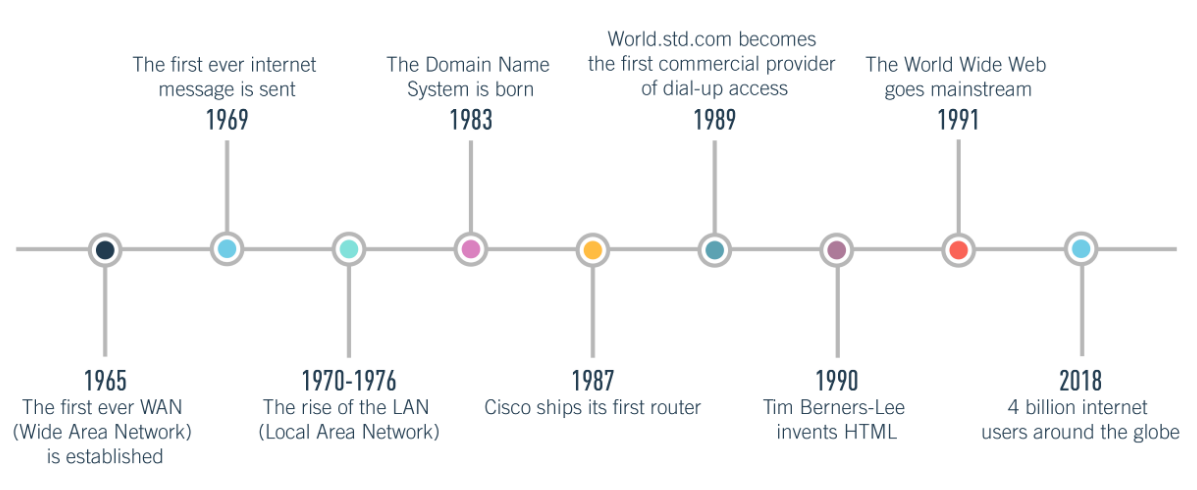 The first ever internet
message is sent
1969
The Domain Name
System is born
1983
World.std.com becomes
the first commercial provider
of dial-up access
1989
The World Wide Web
goes mainstream
1991
1965
The first ever WAN
(Wide Area Network)
is established
1970-1976
The rise of the LAN
(Local Area Network)
1987
Cisco ships its first router
1990
Tim Berners-Lee
invents HTML
2018
4 billion internet
users around the globe